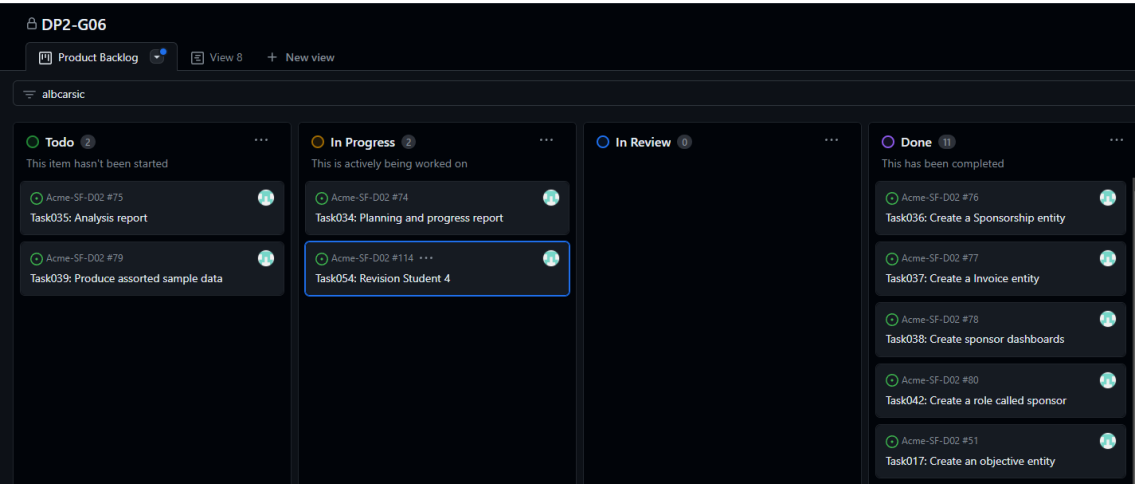 DP2-G06
Product Backlog
View 8
+ New view
albcarsic
Todo 2 ...
This item hasn't been started
Acme-SF-D02 #75
Task035: Analysis report
Acme-SF-D02 #79
Task039: Produce assorted sample data
In Progress 2 ...
This is actively being worked on
Acme-SF-D02 #74
Task034: Planning and progress report
Acme-SF-D02 #114 ...
Task054: Revision Student 4
In Review 0 ...
Done 11 ...
This has been completed
Acme-SF-D02 #76
Task036: Create a Sponsorship entity
Acme-SF-D02 #77
Task037: Create a Invoice entity
Acme-SF-D02 #78
Task038: Create sponsor dashboards
Acme-SF-D02 #80
Task042: Create a role called sponsor
Acme-SF-D02 #51
Task017: Create an objective entity